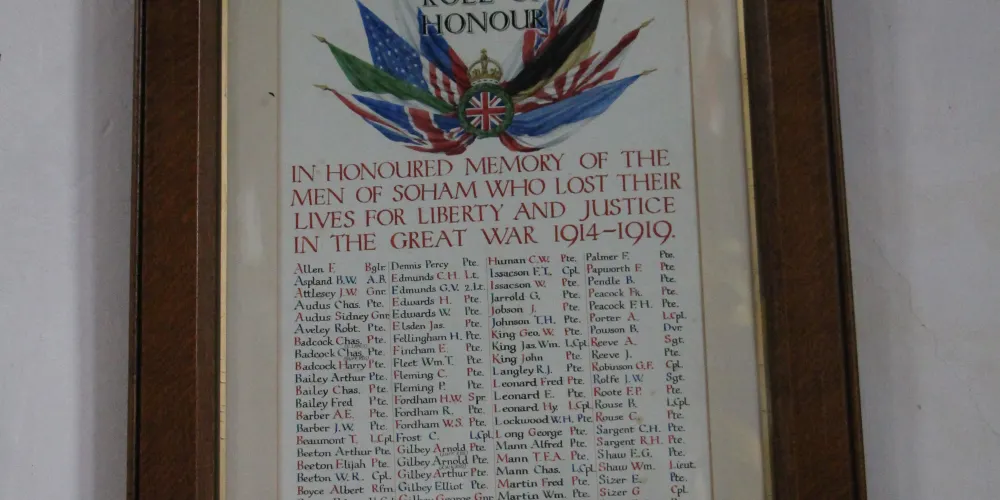 ROLL OF
HONOUR
IN HONOURED MEMORY OF THE
MEN OF SOHAM WHO LOST THEIR
LIVES FOR LIBERTY AND JUSTICE
IN THE GREAT WAR 1914-1919.
Allen F. Bglr
Aspland B.W. A.B.
Attlesey J.W. Gnr.
Audus Chas. Pte.
Audus Sidney Gnr.
Aveley Robt. Pte.
Badcock Chas. Pte.
Badcock Chas. Pte.
Badcock Harry Pte.
Bailey Arthur Pte.
Bailey Chas. Pte.
Bailey Fred Pte.
Barber A.E. Pte.
Barber J.W. Pte.
Beaumont T. L.Cpl.
Beeton Arthur Pte.
Beeton Elijah Pte.
Beeton W.R. Cpl.
Boyce Albert Rfm.
Dennis Percy Pte.
Edmunds C.H. Lt.
Edmunds G.V. 2.Lt.
Edwards H. Pte.
Edwards W. Pte.
Elsden Jas. Pte.
Fellingham H. Pte.
Fincham E. Pte.
Fleet Wm.T. Pte.
Fleming C. Pte.
Fleming P. Pte.
Fordham H.W. Spr.
Fordham R. Pte.
Fordham W.S. Pte.
Frost C. L.Cpl.
Gilbey Arnold Pte.
Gilbey Arnold Pte.
Gilbey Arthur Pte.
Gilbey Elliot Pte.
Gilbey George Gnr.
Human C.W. Pte.
Issacson F.T. Cpl.
Issacson W. Pte.
Jarrold G. Pte.
Jobson J. Pte.
Johnson T.H. Pte.
King Geo. W. Pte.
King Jas. Wm. L.Cpl.
King John Pte.
Langley R.J. Pte.
Leonard Fred Pte.
Leonard E. Pte.
Leonard Hy. L.Cpl.
Lockwood W.H. Pte.
Long George Pte.
Mann Alfred Pte.
Mann T.E.A. Pte.
Mann Chas. L.Cpl.
Martin Fred Pte.
Martin Wm. Pte.
Palmer F. Pte.
Papworth F. Pte.
Pendle B. Pte.
Peacock Fk. Pte.
Peacock F.H. Pte.
Porter A. L.Cpl.
Powson B. Dvr.
Reeve A. Sgt.
Reeve J. Pte.
Robinson G.F. Cpl.
Rolfe J.W. Sgt.
Roote F.P. Pte.
Rouse B. L.Cpl.
Rouse C. Pte.
Sargent C.H. Pte.
Sargent R.H. Pte.
Shaw E.G. Pte.
Shaw Wm. Lieut.
Sizer E. Pte.
Sizer G. Cpl.